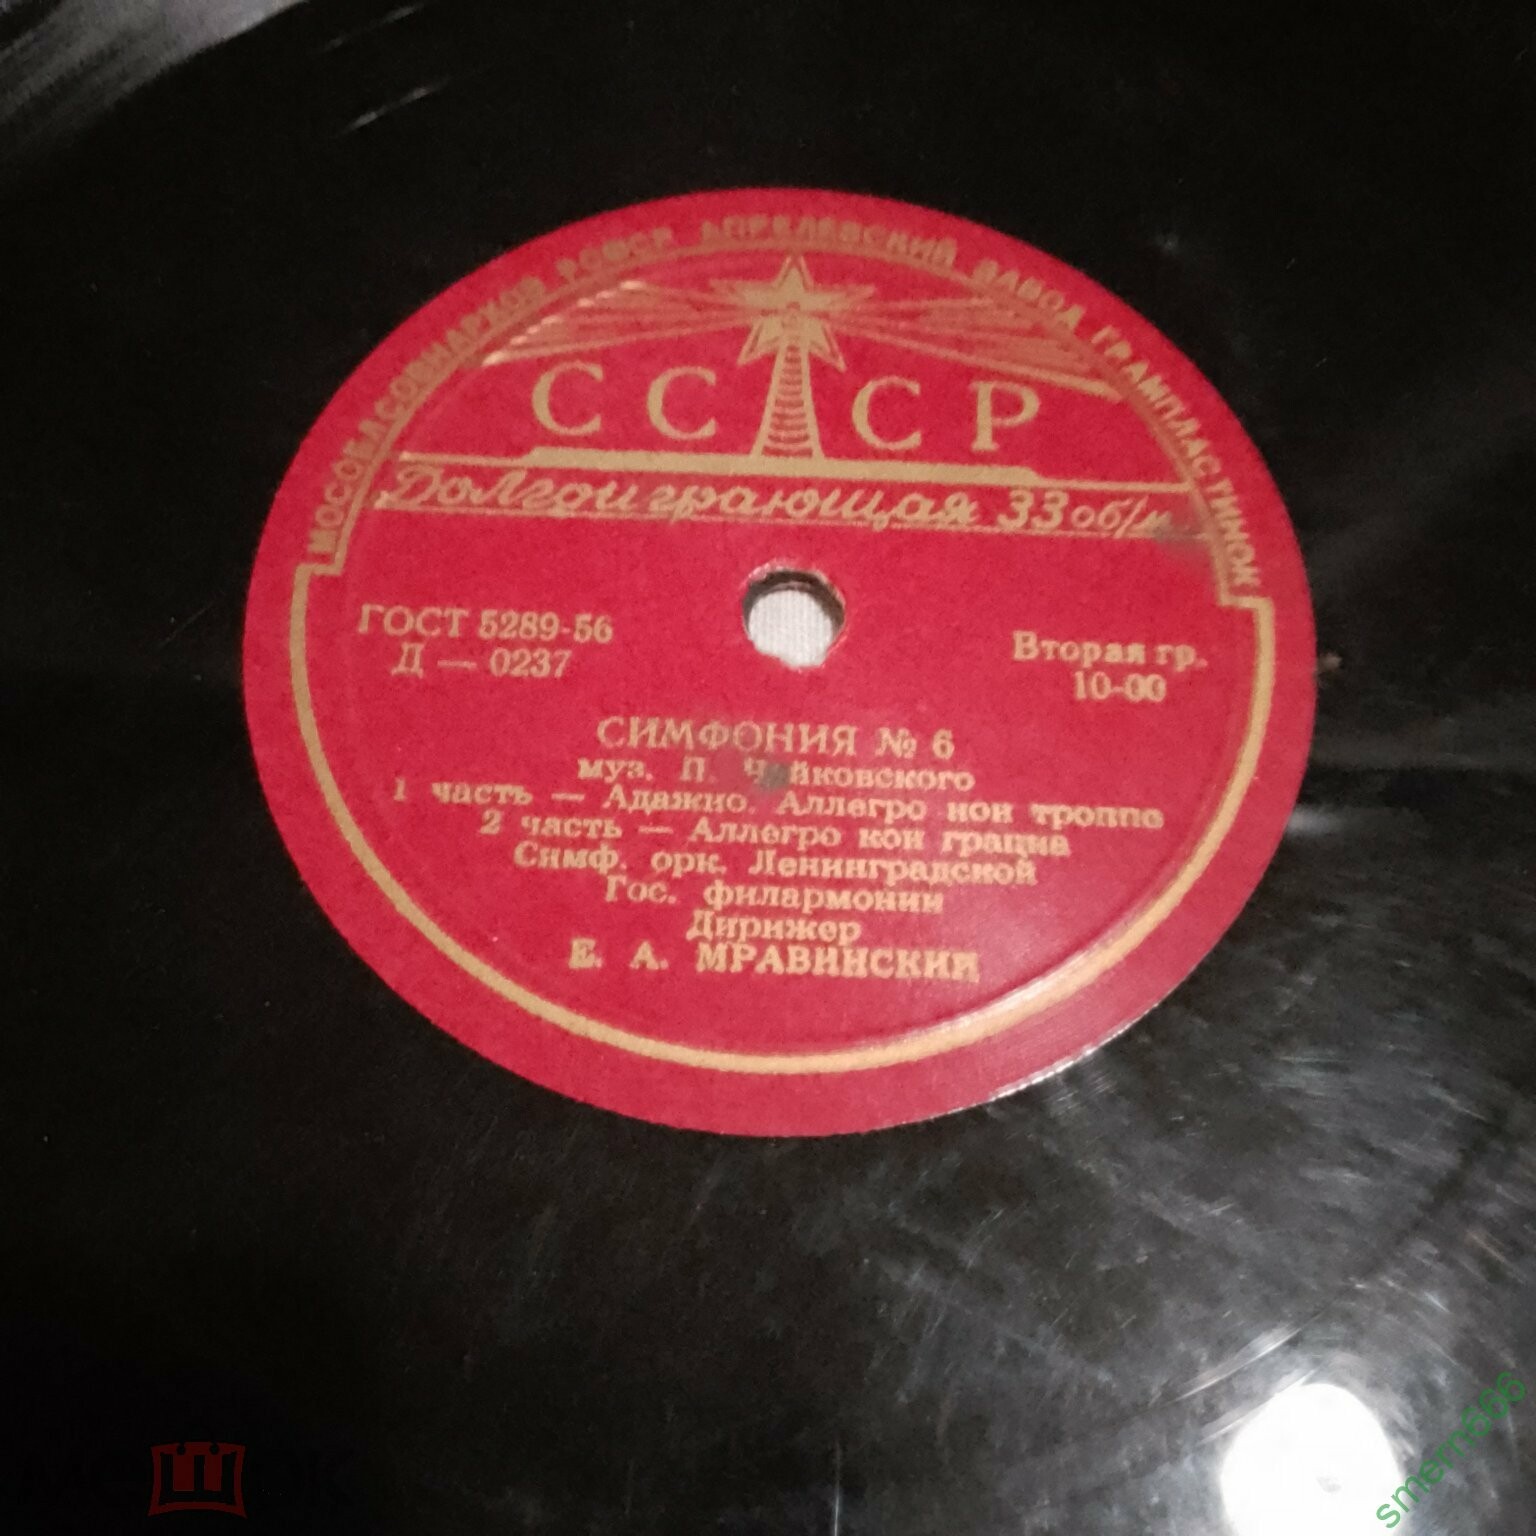 МОСОБЛСОВНАРХОЗ РСФСР АПРЕЛЕВСКИЙ ЗАВОД ГРАМПЛАСТИНОК
СССР
Долгоиграющая 33 об/м
ГОСТ 5289-56
Д — 0237
Вторая гр.
10-00
СИМФОНИЯ № 6
муз. П. Чайковского
1 часть — Адажио. Аллегро нон троппо
2 часть — Аллегро кон грациа
Симф. орк. Ленинградской
Гос. филармонии
Дирижер
Е. А. МРАВИНСКИЙ
smern666